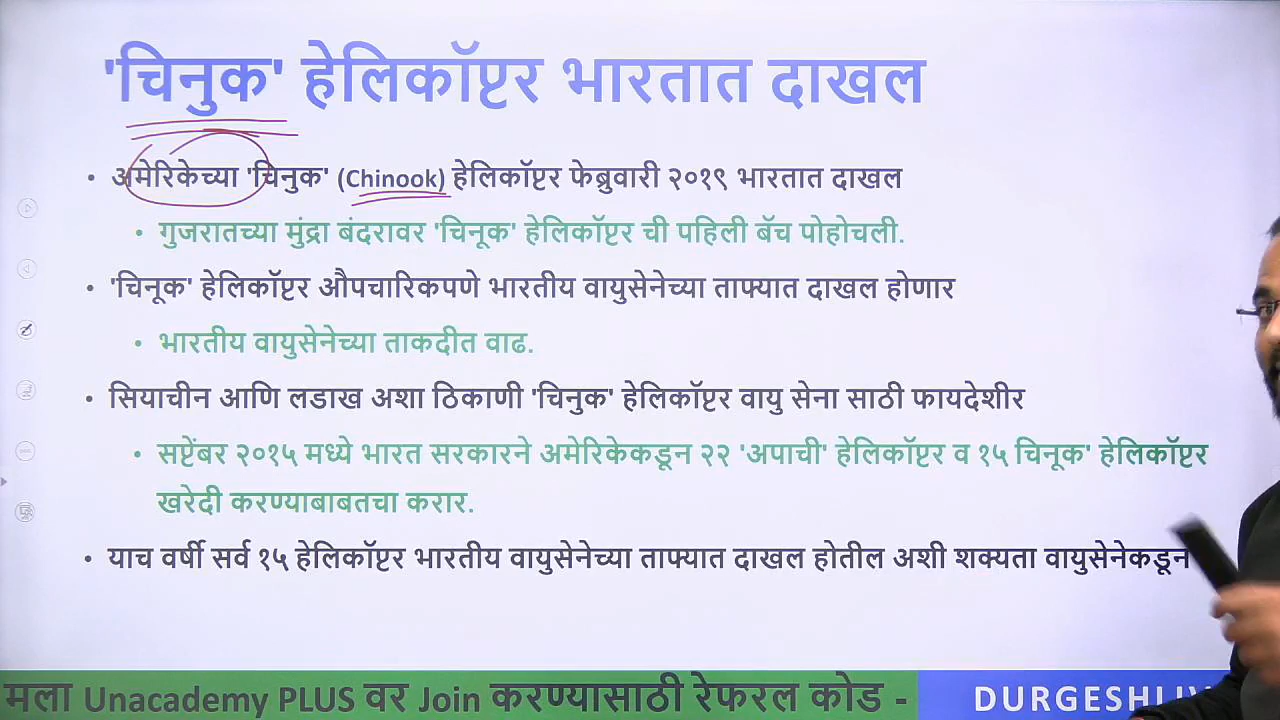 'चिनुक' हेलिकॉप्टर भारतात दाखल
• अमेरिकेच्या 'चिनुक' (Chinook) हेलिकॉप्टर फेब्रुवारी २०१९ भारतात दाखल
• गुजरातच्या मुंद्रा बंदरावर 'चिनूक' हेलिकॉप्टर ची पहिली बॅच पोहोचली.
• 'चिनूक' हेलिकॉप्टर औपचारिकपणे भारतीय वायुसेनेच्या ताफ्यात दाखल होणार
• भारतीय वायुसेनेच्या ताकदीत वाढ.
• सियाचीन आणि लडाख अशा ठिकाणी 'चिनुक' हेलिकॉप्टर वायु सेना साठी फायदेशीर
• सप्टेंबर २०१५ मध्ये भारत सरकारने अमेरिकेकडून २२ 'अपाची' हेलिकॉप्टर व १५ चिनूक' हेलिकॉप्टर
खरेदी करण्याबाबतचा करार.
• याच वर्षी सर्व १५ हेलिकॉप्टर भारतीय वायुसेनेच्या ताफ्यात दाखल होतील अशी शक्यता वायुसेनेकडून
मला Unacademy PLUS वर Join करण्यासाठी रेफरल कोड -